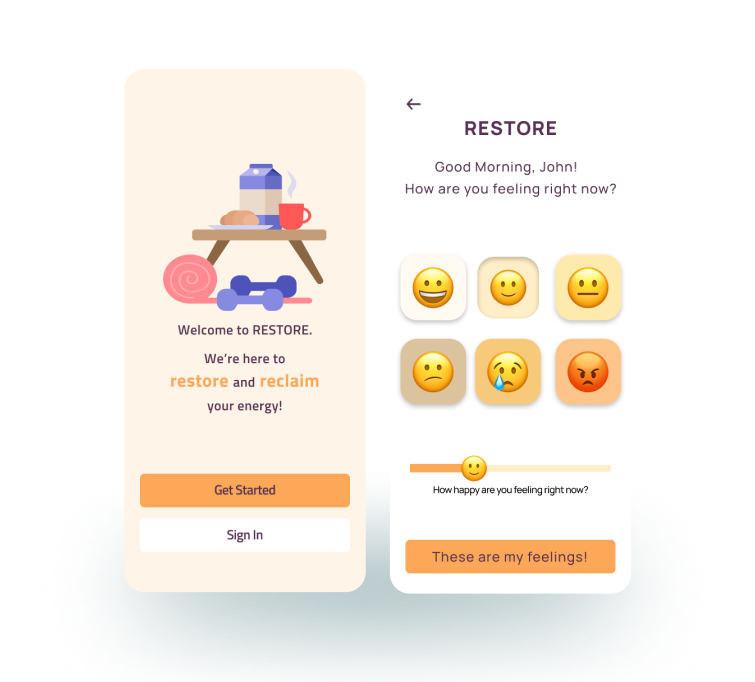 Welcome to RESTORE.
We're here to
restore and reclaim
your energy!
Get Started
Sign In
RESTORE
Good Morning, John!
How are you feeling right now?
How happy are you feeling right now?
These are my feelings!